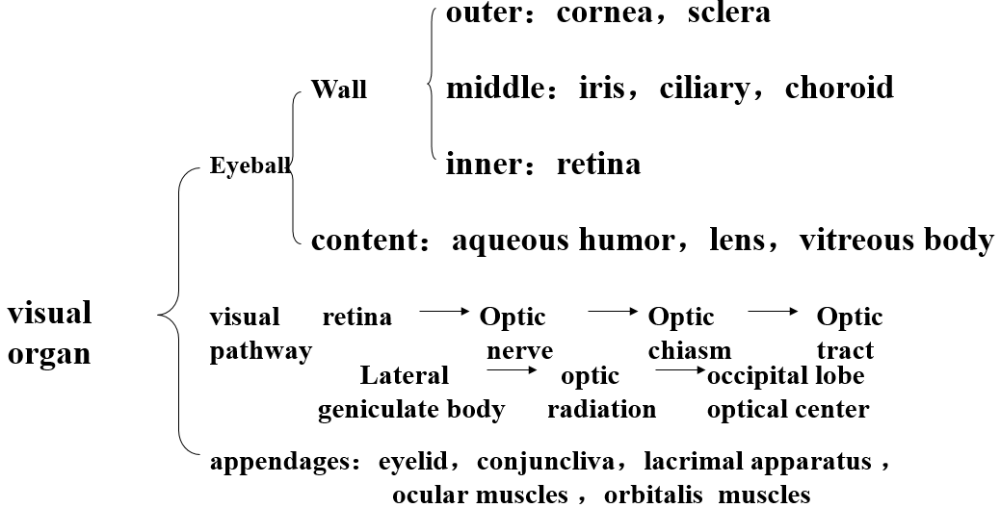 outer：cornea，sclera
Wall
middle：iris，ciliary，choroid
Eyeball
inner：retina
content：aqueous humor，lens，vitreous body
visual organ
visual pathway
retina → Optic nerve → Optic chiasm → Optic tract
Lateral geniculate body → optic radiation → occipital lobe optical center
appendages：eyelid，conjuncliva，lacrimal apparatus，
ocular muscles，orbitalis muscles